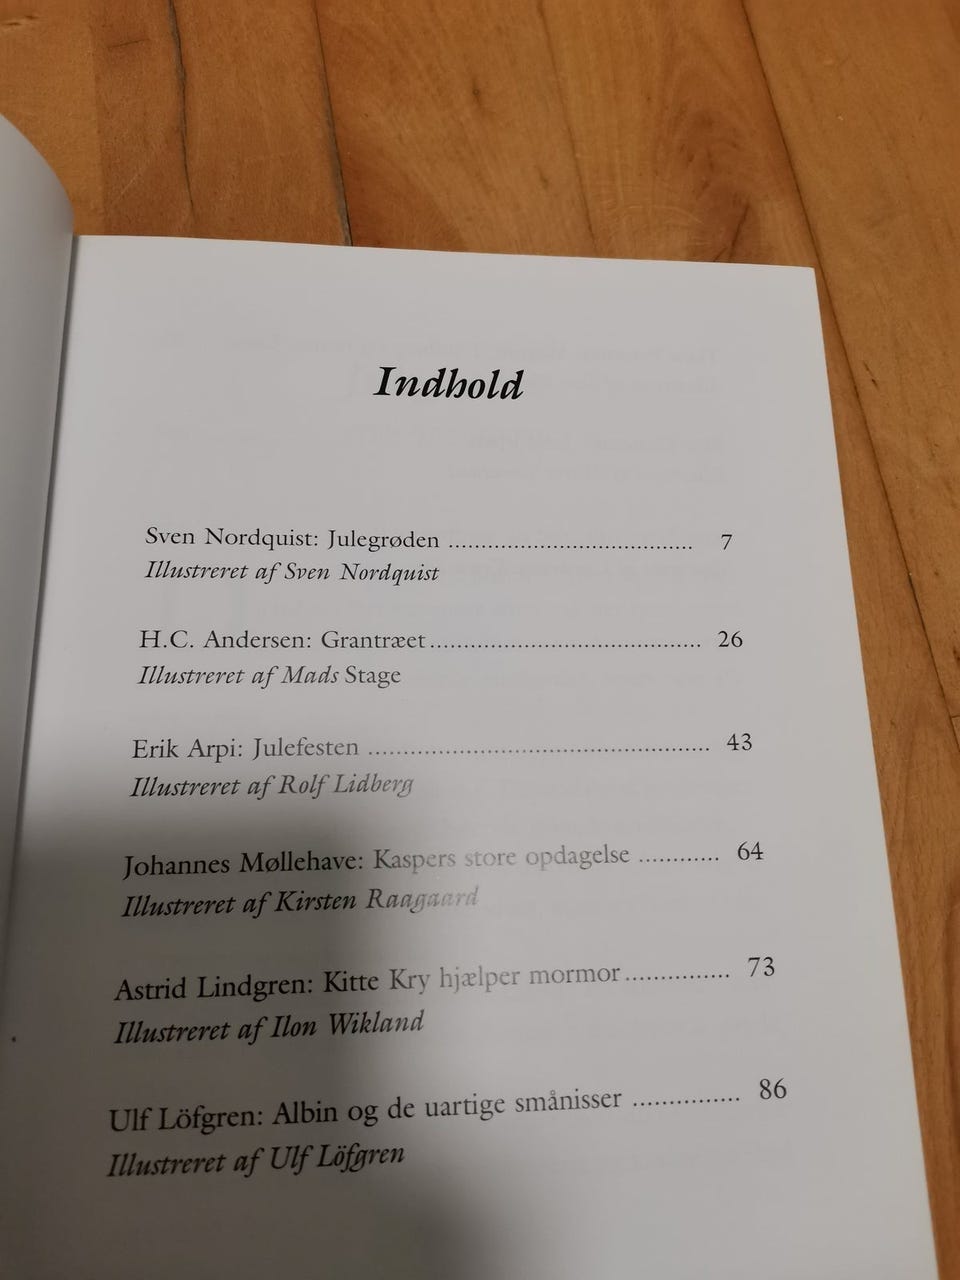 Indhold
Sven Nordquist: Julegrøden ..................................... 7
Illustreret af Sven Nordquist
H.C. Andersen: Grantræet ......................................... 26
Illustreret af Mads Stage
Erik Arpi: Julefesten .................................................... 43
Illustreret af Rolf Lidberg
Johannes Møllehave: Kaspers store opdagelse ............ 64
Illustreret af Kirsten Raagaard
Astrid Lindgren: Kitte Kry hjælper mormor ................ 73
Illustreret af Ilon Wikland
Ulf Löfgren: Albin og de uartige smånisser ................ 86
Illustreret af Ulf Löfgren